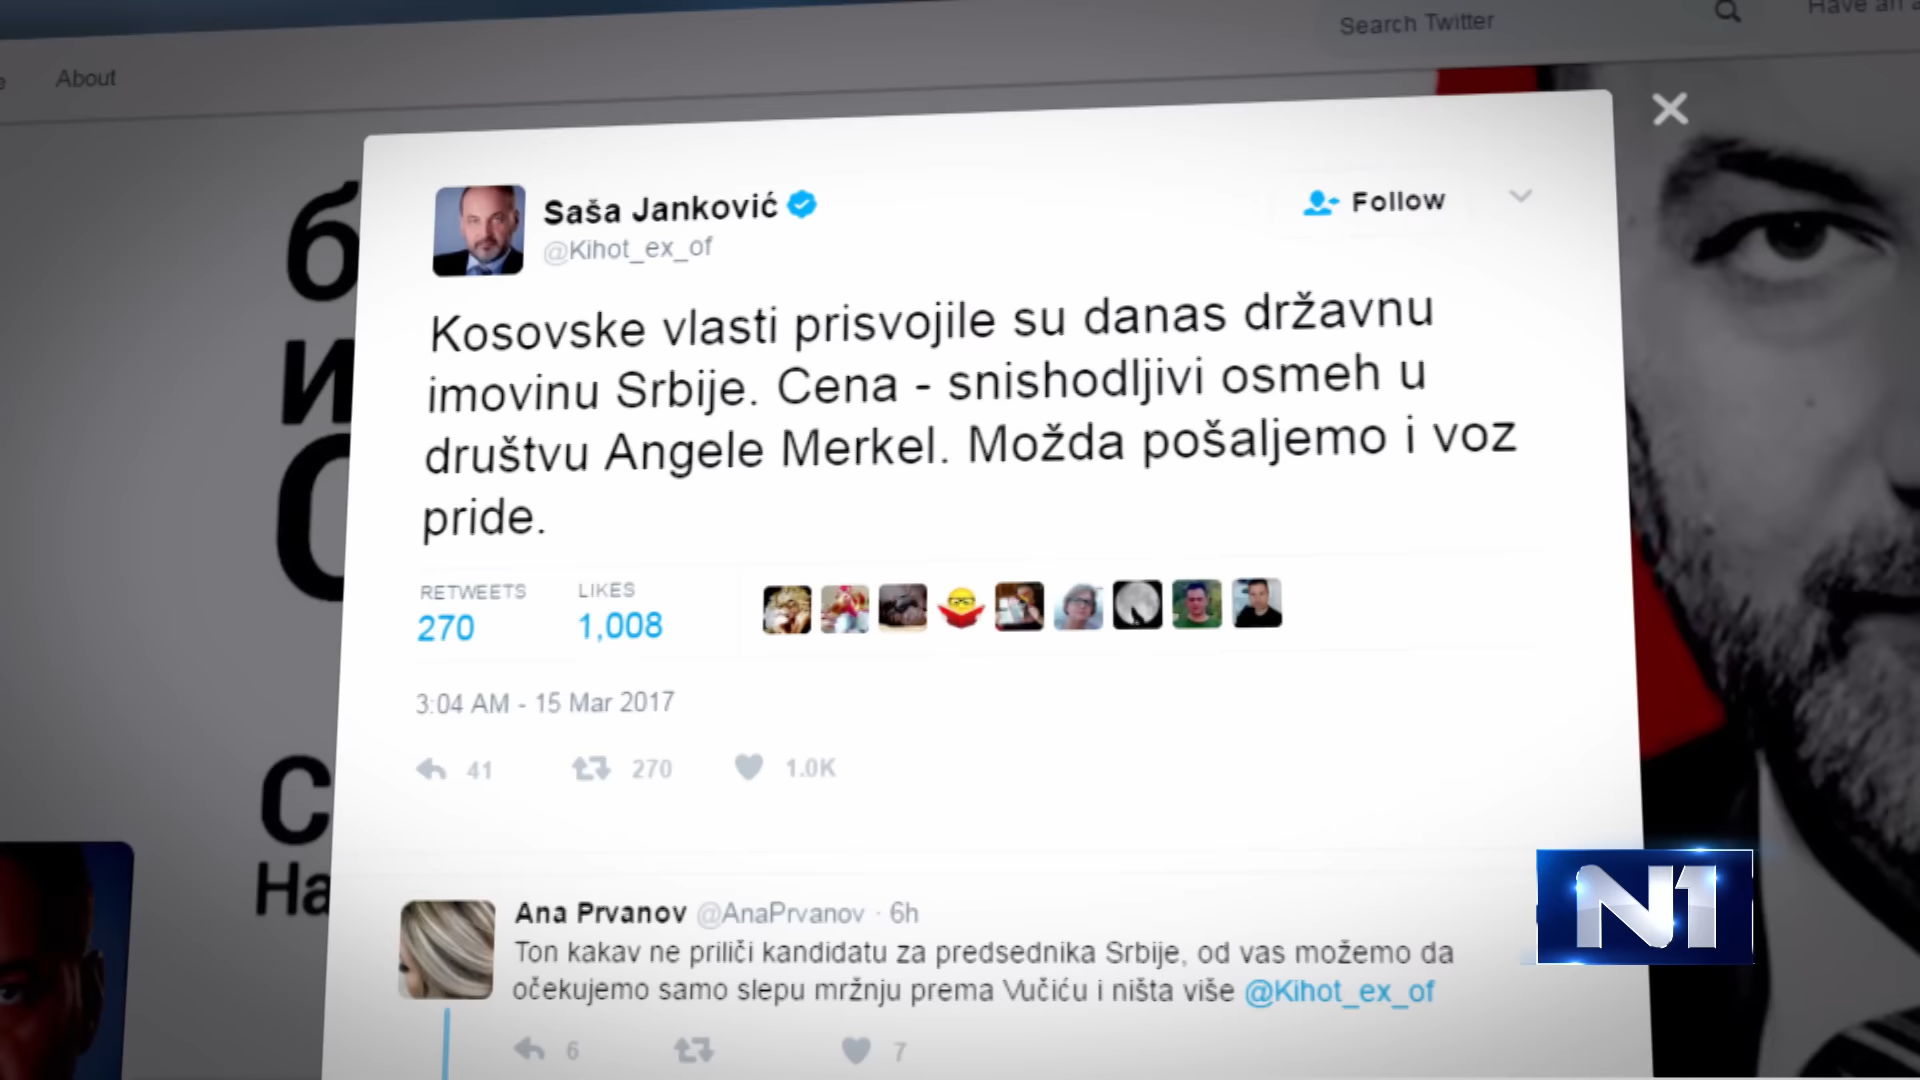 Search Twitter
Have an a
About
Saša Janković
@Kihot_ex_of
Follow
Kosovske vlasti prisvojile su danas državnu
imovinu Srbije. Cena - snishodljivi osmeh u
društvu Angele Merkel. Možda pošaljemo i voz
pride.
RETWEETS LIKES
270 1,008
3:04 AM - 15 Mar 2017
41 270 1.0K
Ana Prvanov @AnaPrvanov · 6h
Ton kakav ne priliči kandidatu za predsednika Srbije, od vas možemo da
očekujemo samo slepu mržnju prema Vučiću i ništa više @Kihot_ex_of
6 7
N1